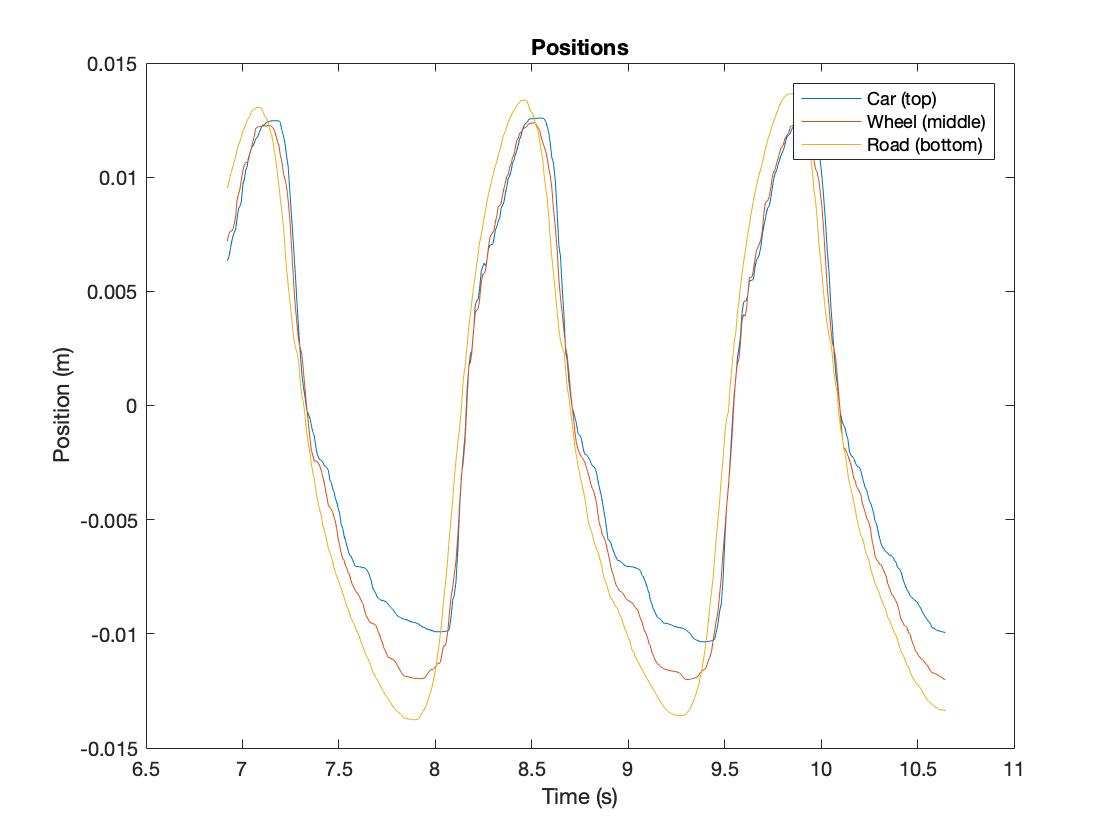 Positions
0.015
0.01
0.005
0
-0.005
-0.01
-0.015
Position (m)
Car (top)
Wheel (middle)
Road (bottom)
6.5 7 7.5 8 8.5 9 9.5 10 10.5 11
Time (s)